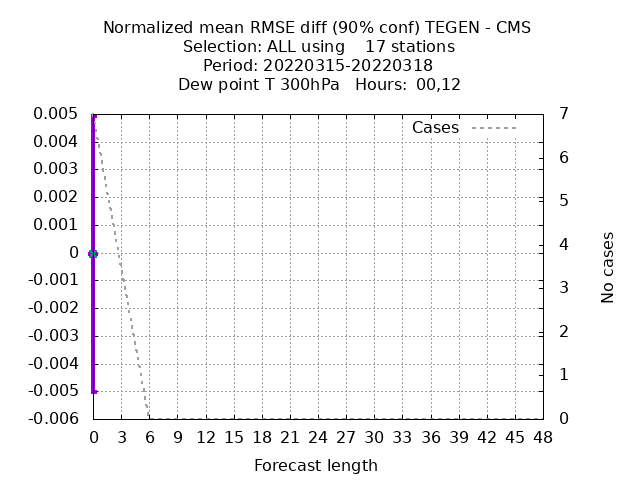 Normalized mean RMSE diff (90% conf) TEGEN - CMS
Selection: ALL using    17 stations
Period: 20220315-20220318
Dew point T 300hPa   Hours: 00,12
Cases
0.005
0.004
0.003
0.002
0.001
0
-0.001
-0.002
-0.003
-0.004
-0.005
-0.006
7
6
5
4
3
2
1
0
No cases
0 3 6 9 12 15 18 21 24 27 30 33 36 39 42 45 48
Forecast length